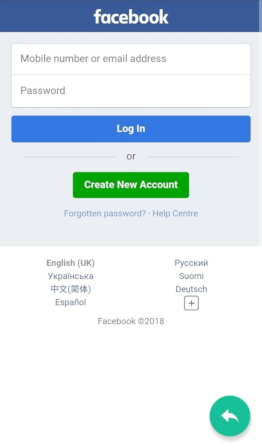 facebook
Mobile number or email address
Password
Log In
or
Create New Account
Forgotten password? · Help Centre
English (UK)
Українська
中文(简体)
Español
Русский
Suomi
Deutsch
+
Facebook ©2018